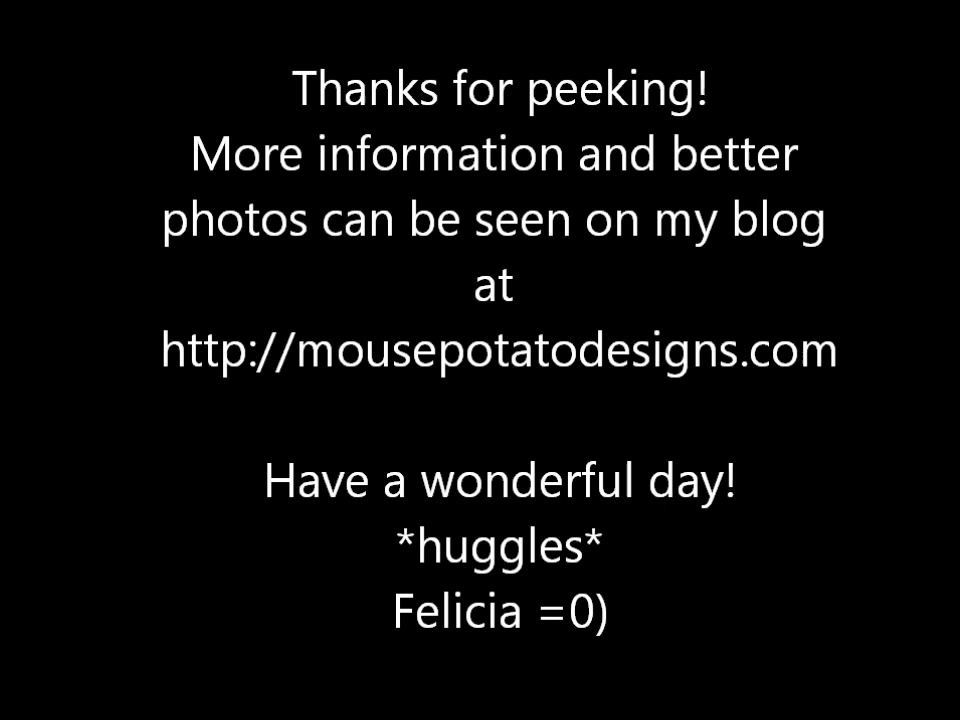 Thanks for peeking!
More information and better
photos can be seen on my blog
at
http://mousepotatodesigns.com
Have a wonderful day!
*huggles*
Felicia =0)